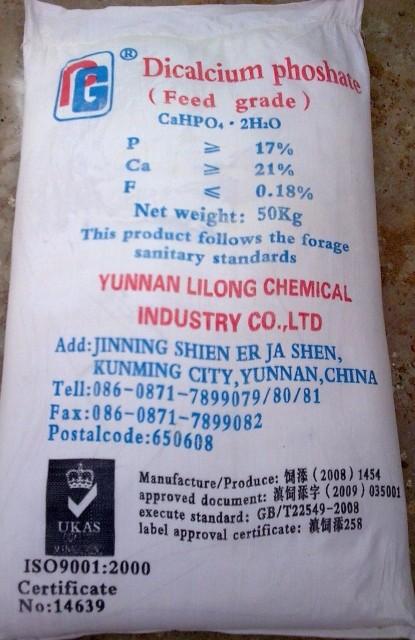 ®
Dicalcium phoshate
(Feed grade)
CaHPO₄·2H₂O
P ≥ 17%
Ca ≥ 21%
F ≤ 0.18%
Net weight: 50Kg
This product follows the forage
sanitary standards
YUNNAN LILONG CHEMICAL
INDUSTRY CO.,LTD
Add:JINNING SHIEN ER JA SHEN,
KUNMING CITY,YUNNAN,CHINA
Tell:086-0871-7899079/80/81
Fax:086-0871-7899082
Postalcode:650608
Manufacture/Produce: 饲添(2008)1454
approved document: 滇饲添字(2009)035001
execute standard: GB/T22549-2008
label approval certificate: 滇饲添258
UKAS
ISO9001:2000
Certificate
No:14639